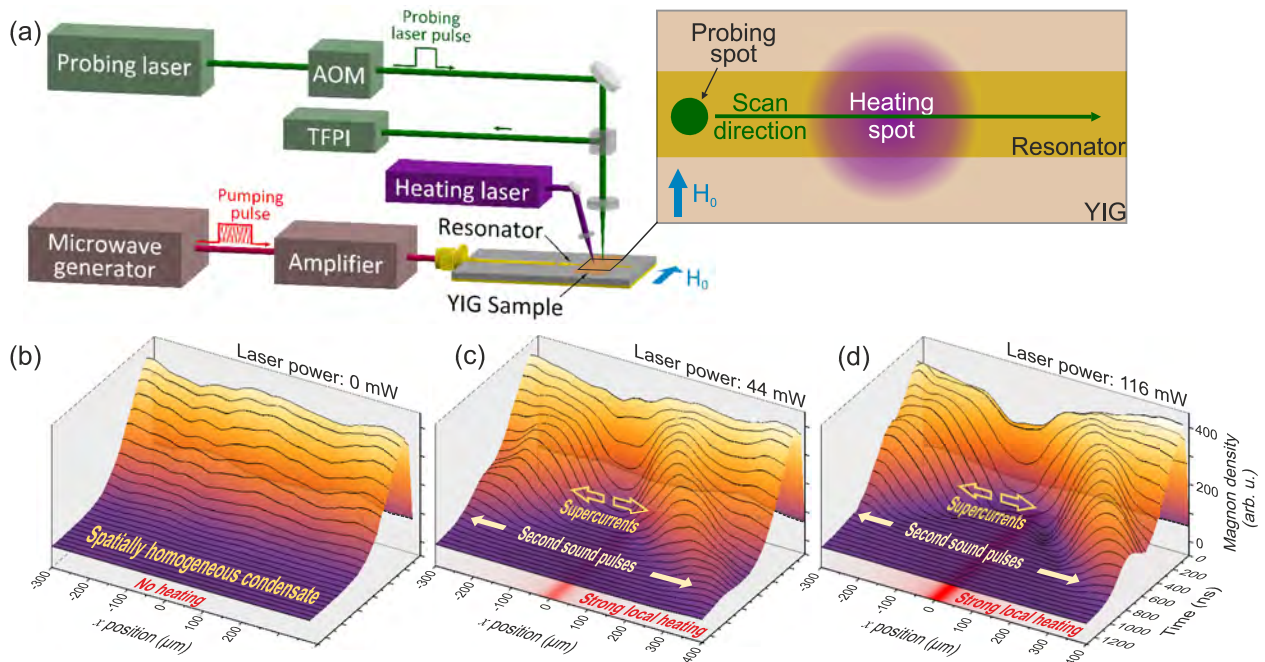 (a)
Probing laser
AOM
Probing
laser pulse
TFPI
Heating laser
Pumping
pulse
Microwave
generator
Amplifier
Resonator
YIG Sample
H₀
Probing
spot
Scan
direction
Heating
spot
Resonator
H₀
YIG
(b)
Laser power: 0 mW
Spatially homogeneous condensate
No heating
-300
-200
-100
0
100
200
x position (µm)
(c)
Laser power: 44 mW
Supercurrents
Second sound pulses
Strong local heating
-300
-200
-100
0
100
200
300
400
x position (µm)
(d)
Laser power: 116 mW
Supercurrents
Second sound pulses
Strong local heating
-300
-200
-100
0
100
200
300
400
x position (µm)
400
200
0
Magnon density
(arb. u.)
0
200
400
600
800
1000
1200
Time (ns)